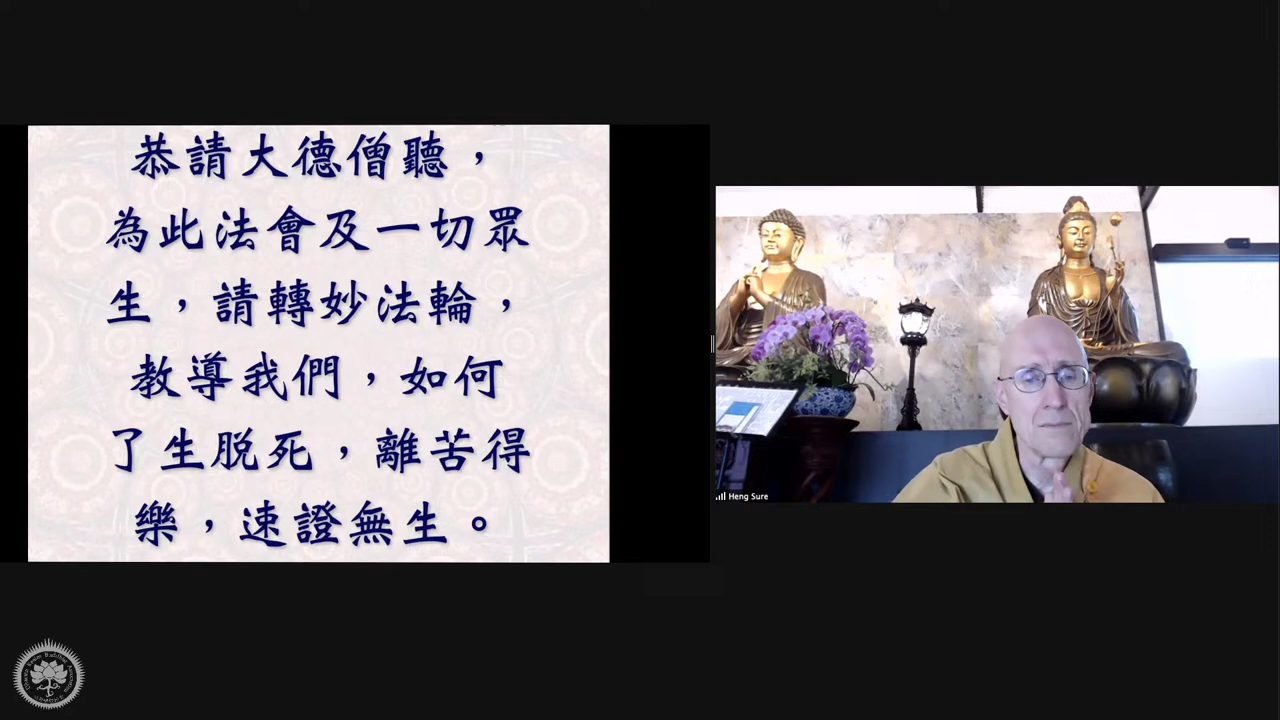 恭請大德僧聽，
為此法會及一切眾
生，請轉妙法輪，
教導我們，如何
了生脫死，離苦得
樂，速證無生。
Heng Sure